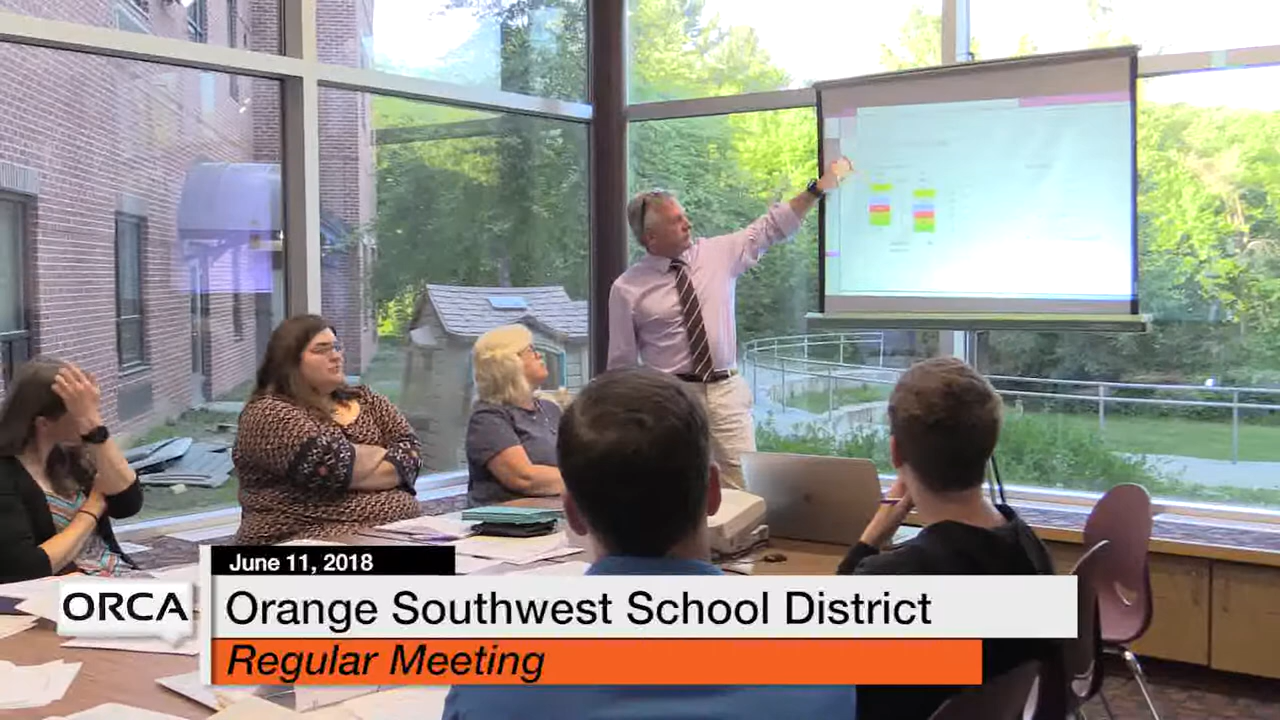 June 11, 2018
ORCA
Orange Southwest School District
Regular Meeting